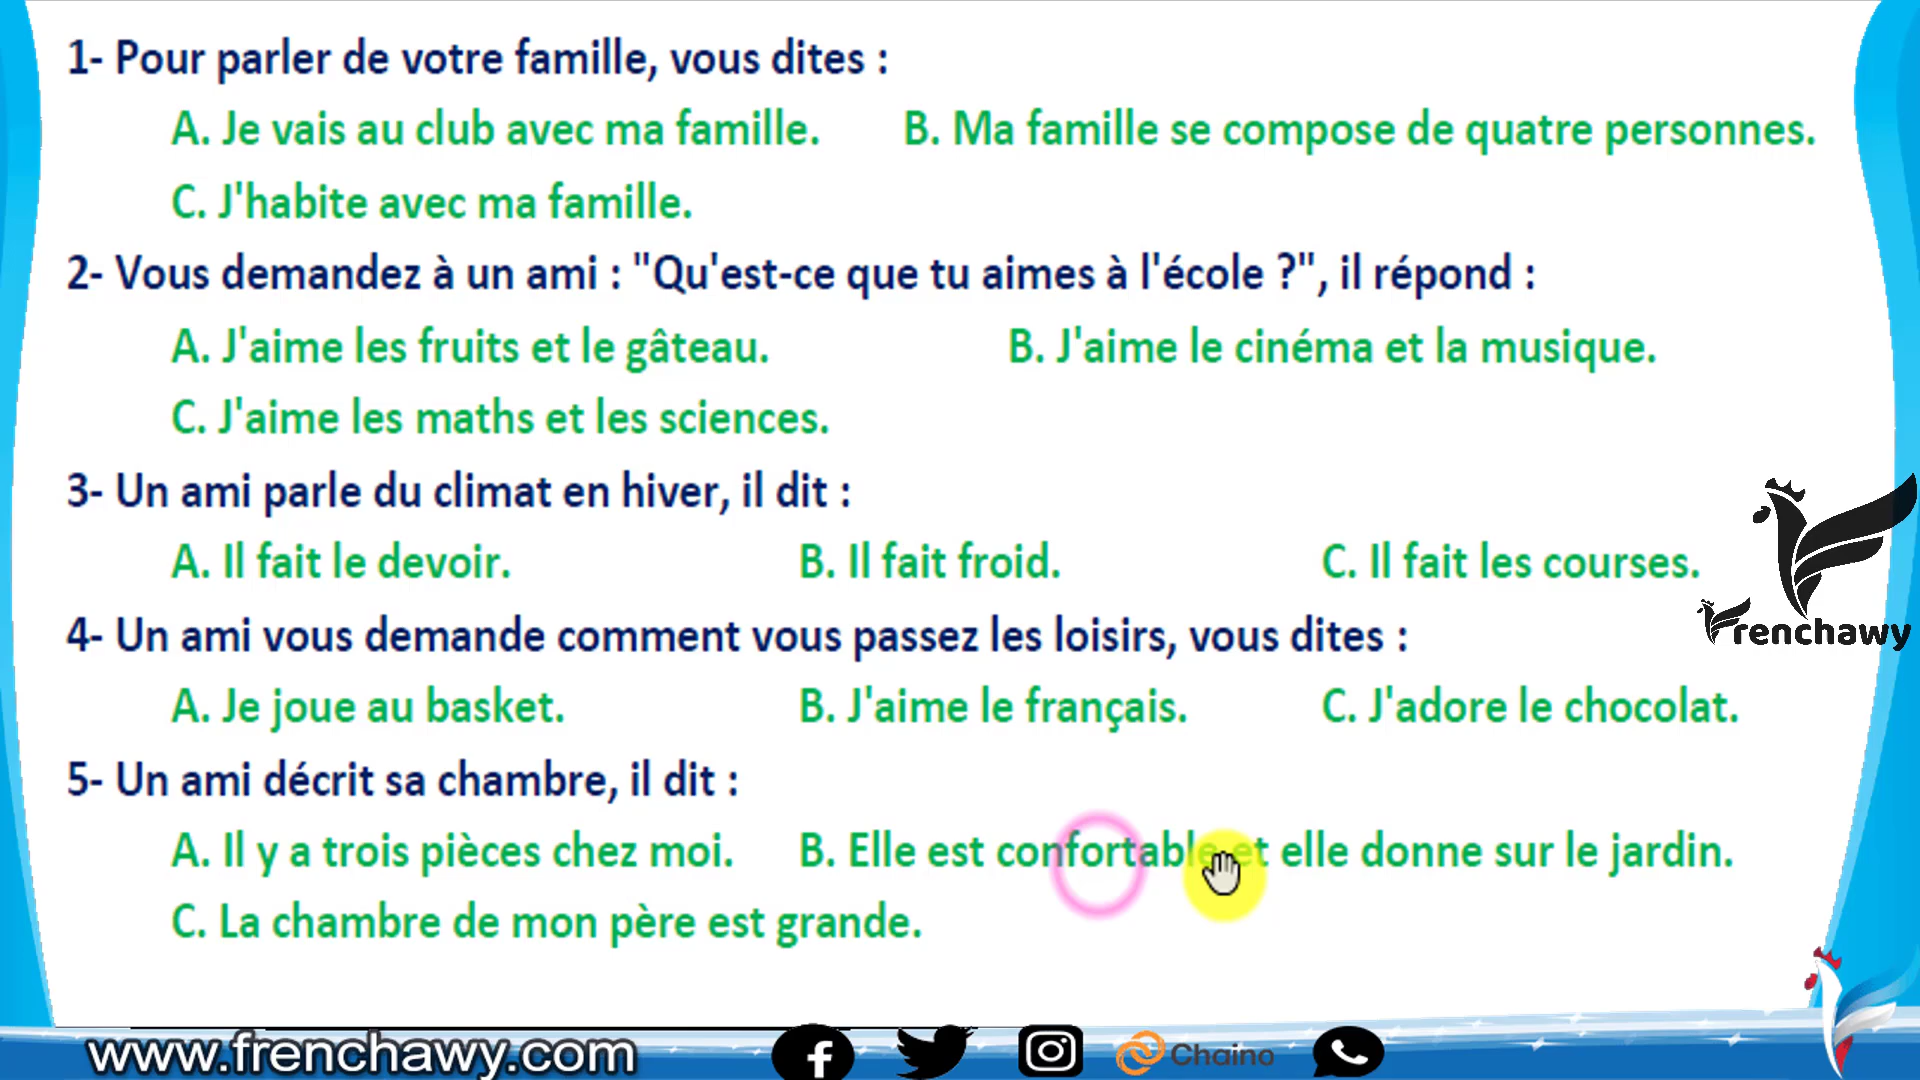 1- Pour parler de votre famille, vous dites :
A. Je vais au club avec ma famille. B. Ma famille se compose de quatre personnes.
C. J'habite avec ma famille.
2- Vous demandez à un ami : "Qu'est-ce que tu aimes à l'école ?", il répond :
A. J'aime les fruits et le gâteau. B. J'aime le cinéma et la musique.
C. J'aime les maths et les sciences.
3- Un ami parle du climat en hiver, il dit :
A. Il fait le devoir. B. Il fait froid. C. Il fait les courses.
4- Un ami vous demande comment vous passez les loisirs, vous dites :
A. Je joue au basket. B. J'aime le français. C. J'adore le chocolat.
5- Un ami décrit sa chambre, il dit :
A. Il y a trois pièces chez moi. B. Elle est confortable et elle donne sur le jardin.
C. La chambre de mon père est grande.
Frenchawy
www.frenchawy.com
Chaino